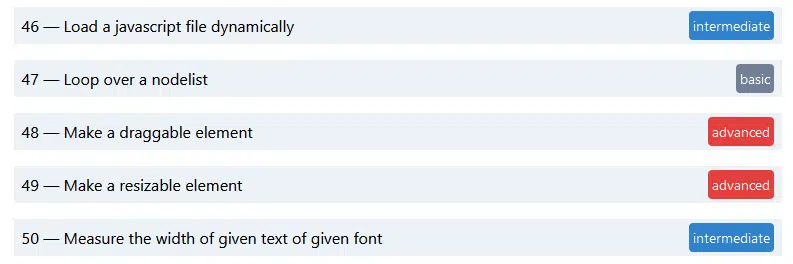 46 — Load a javascript file dynamically intermediate
47 — Loop over a nodelist basic
48 — Make a draggable element advanced
49 — Make a resizable element advanced
50 — Measure the width of given text of given font intermediate